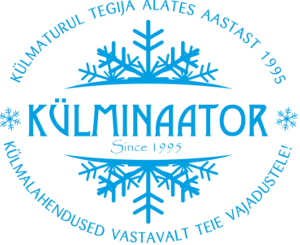 KÜLMATURUL TEGIJA ALATES AASTAST 1995
KÜLMINAATOR
Since 1995
KÜLMALAHENDUSED VASTAVALT TEIE VAJADUSTELE!